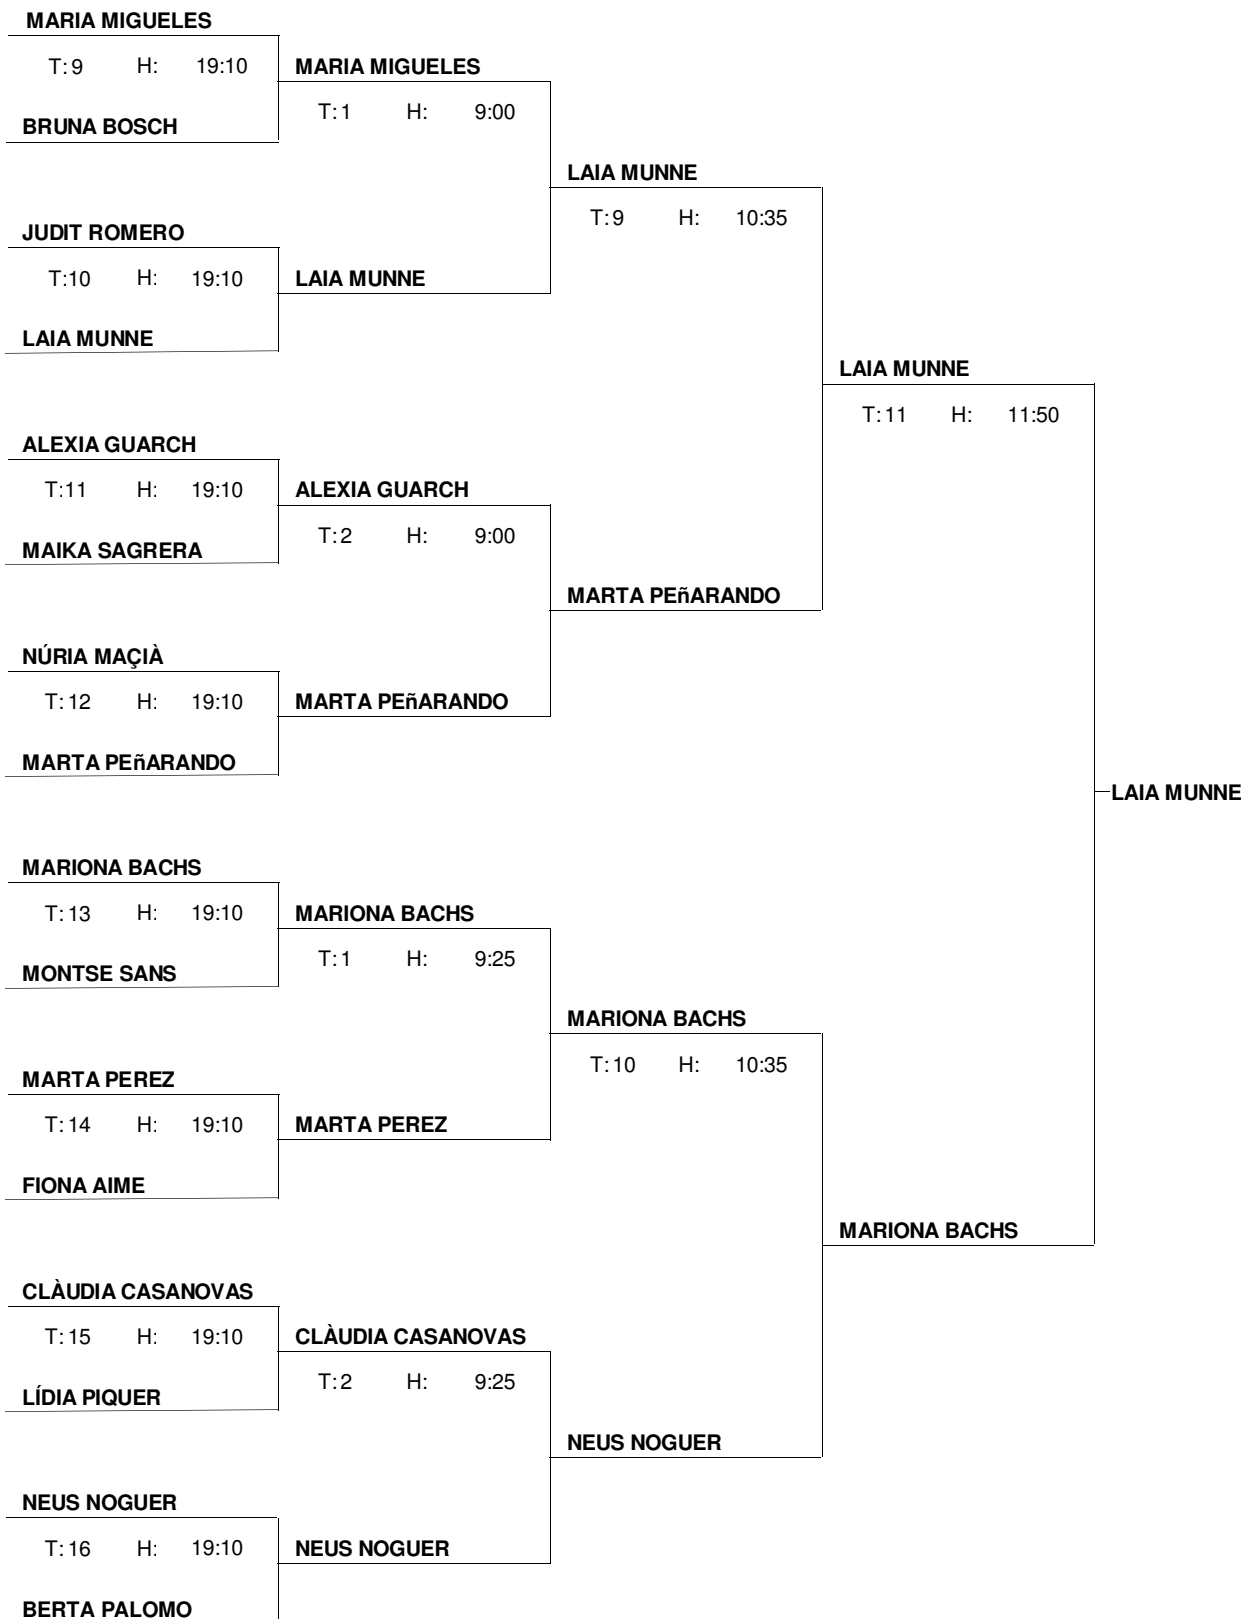 MARIA MIGUELES
T: 9 H: 19:10
MARIA MIGUELES
T: 1 H: 9:00
BRUNA BOSCH
LAIA MUNNE
T: 9 H: 10:35
JUDIT ROMERO
T:10 H: 19:10
LAIA MUNNE
LAIA MUNNE
LAIA MUNNE
T: 11 H: 11:50
ALEXIA GUARCH
T:11 H: 19:10
ALEXIA GUARCH
T: 2 H: 9:00
MAIKA SAGRERA
MARTA PEñARANDO
NÚRIA MAÇIÀ
T: 12 H: 19:10
MARTA PEñARANDO
MARTA PEñARANDO
LAIA MUNNE
MARIONA BACHS
T: 13 H: 19:10
MARIONA BACHS
T: 1 H: 9:25
MONTSE SANS
MARIONA BACHS
T: 10 H: 10:35
MARTA PEREZ
T: 14 H: 19:10
MARTA PEREZ
FIONA AIME
MARIONA BACHS
CLÀUDIA CASANOVAS
T: 15 H: 19:10
CLÀUDIA CASANOVAS
T: 2 H: 9:25
LÍDIA PIQUER
NEUS NOGUER
NEUS NOGUER
T: 16 H: 19:10
NEUS NOGUER
BERTA PALOMO